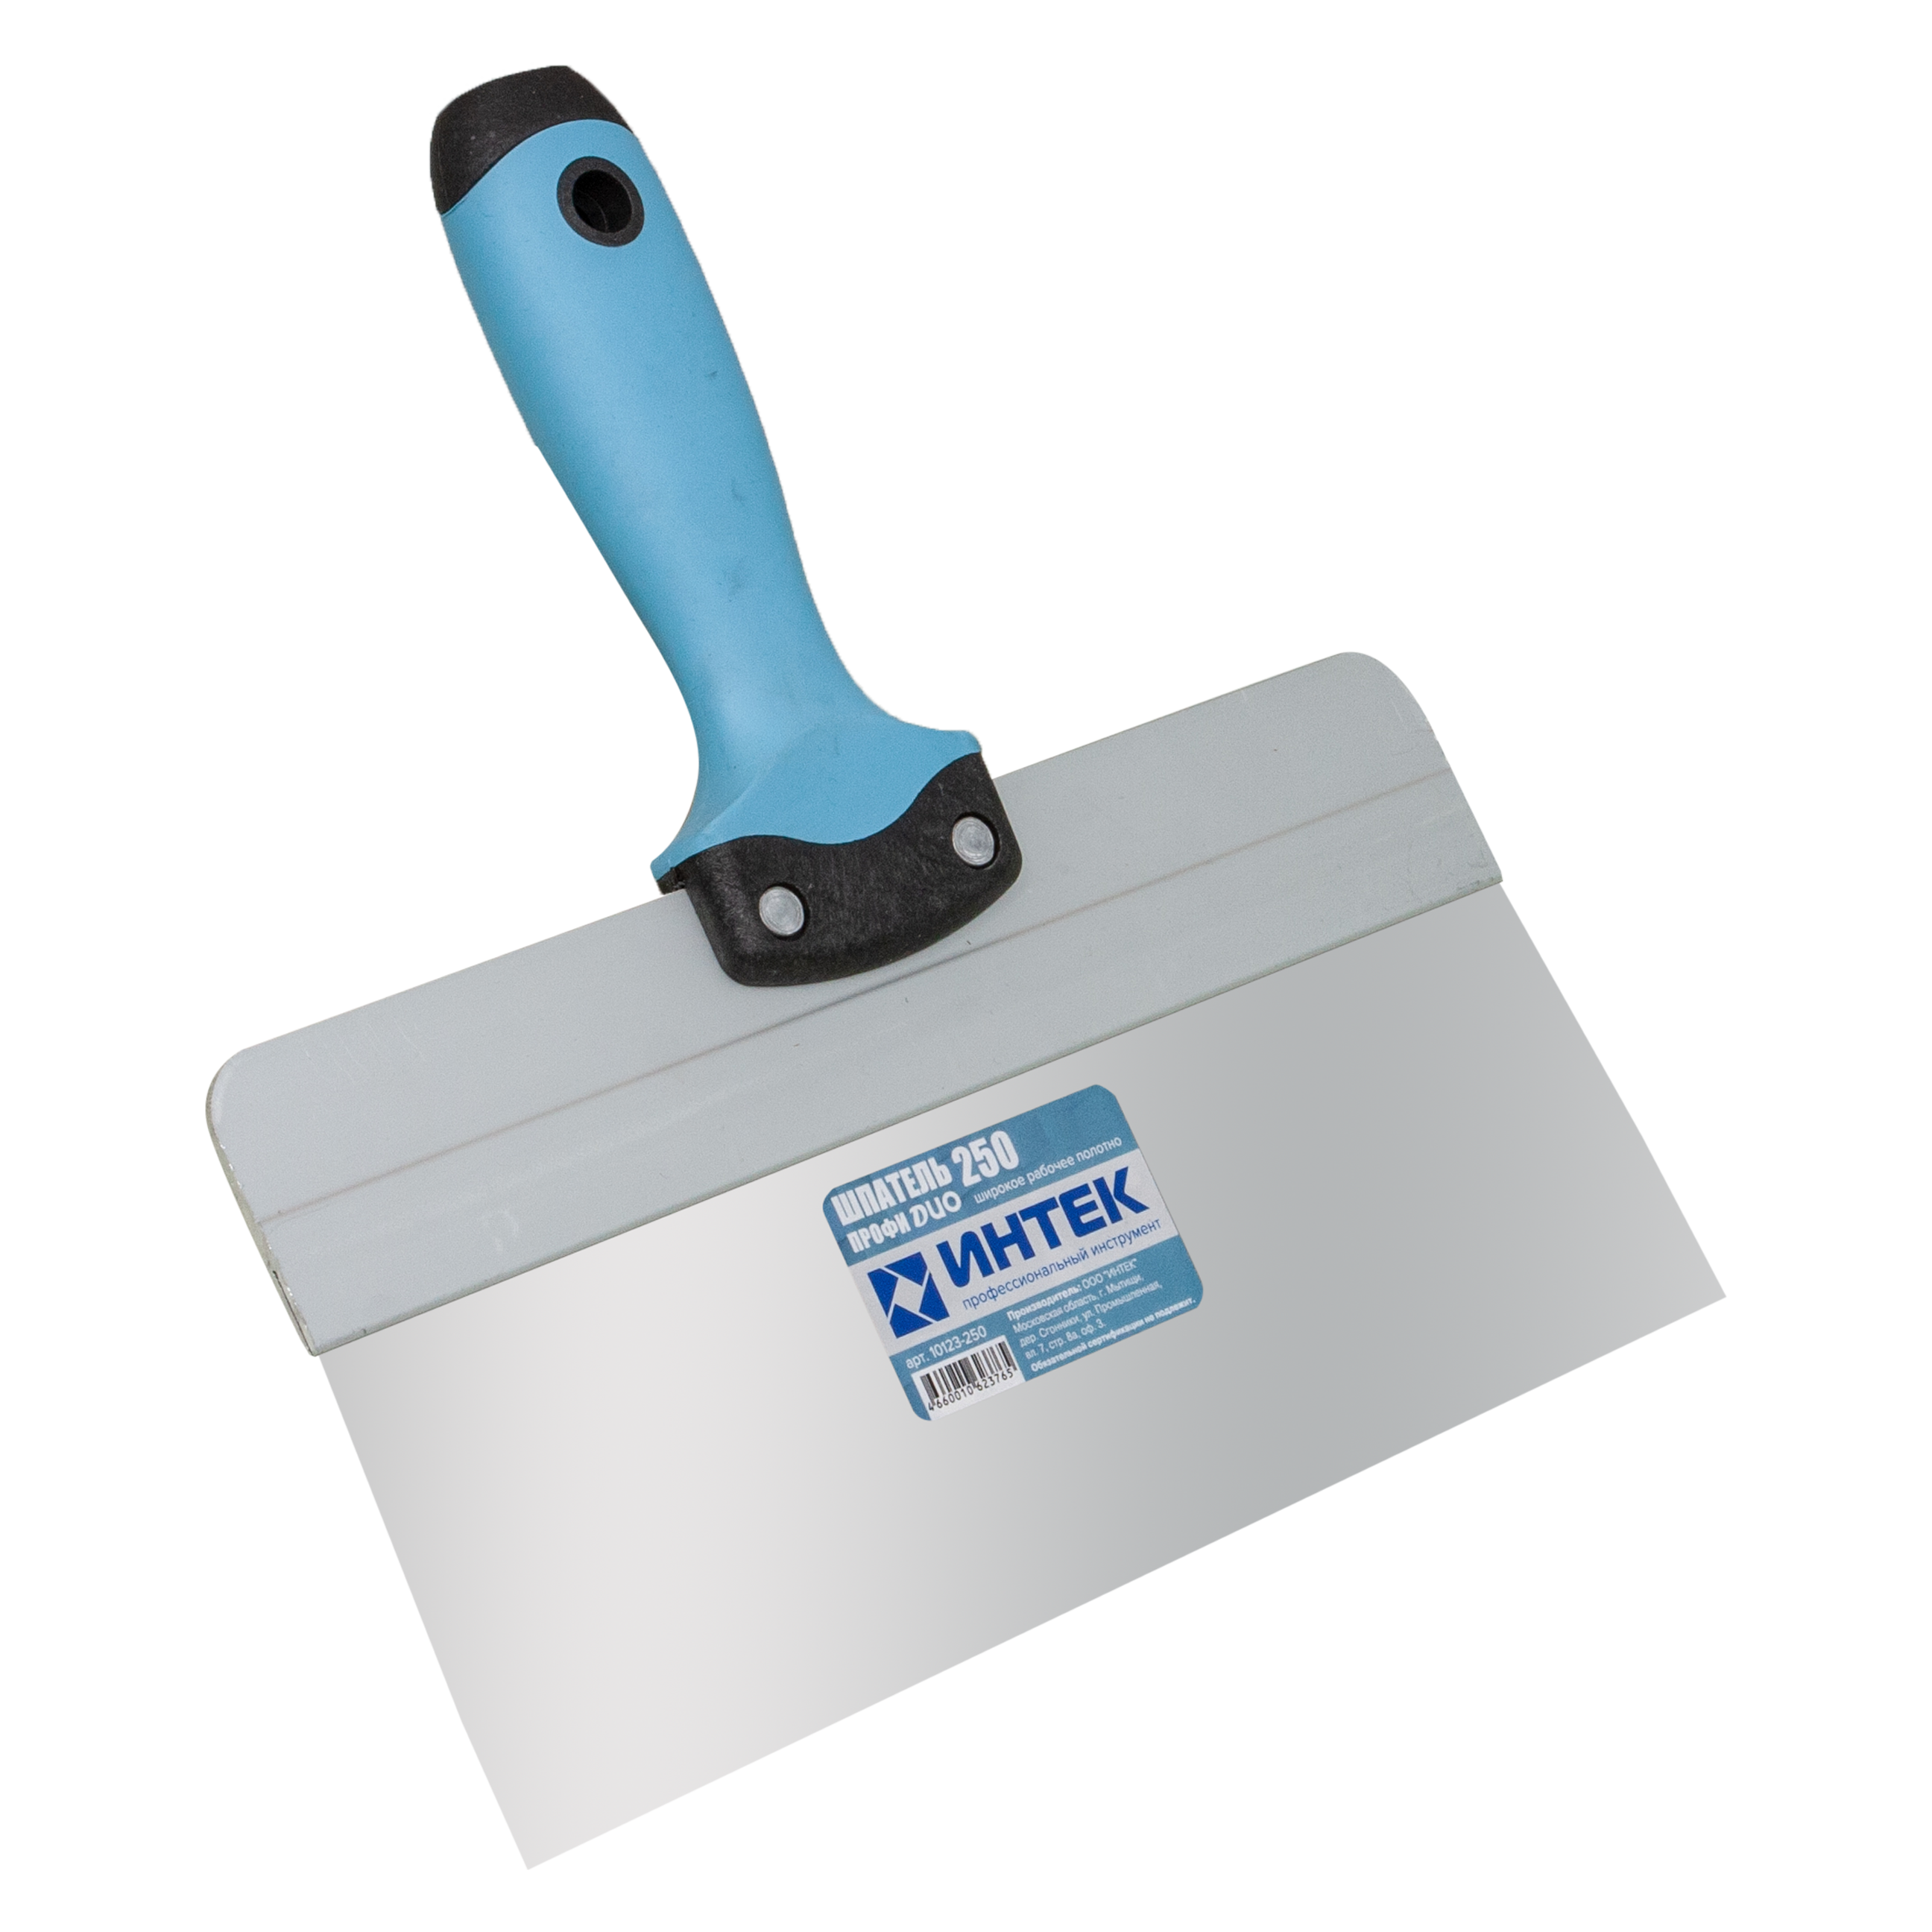 ШПАТЕЛЬ 250
ПРОФИ DUO широкое рабочее полотно
ИНТЕК
профессиональный инструмент
арт. 10123-250
4660010623765
Производитель: ООО "ИНТЕК"
Московская область, г. Мытищи,
дер. Сгонники, ул. Промышленная,
вл. 7, стр. 8а, оф. 3.
Обязательной сертификации не подлежит.